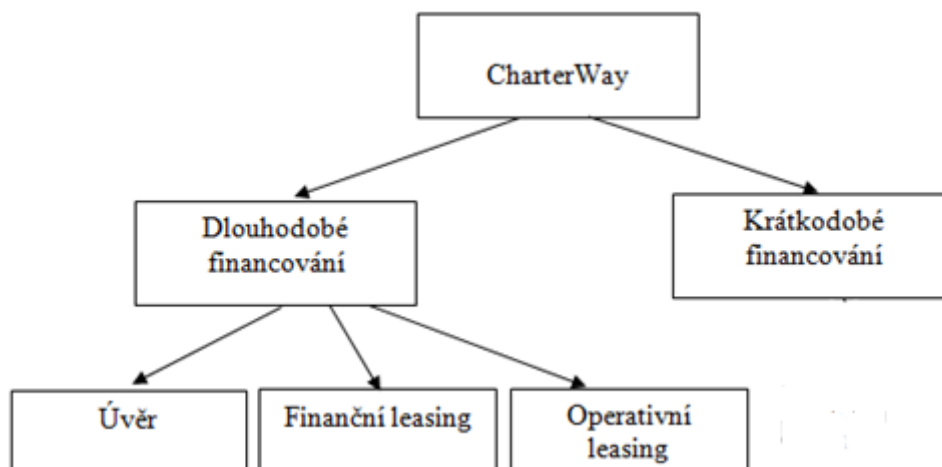 CharterWay
Dlouhodobé
financování
Krátkodobé
financování
Úvěr
Finanční leasing
Operativní
leasing